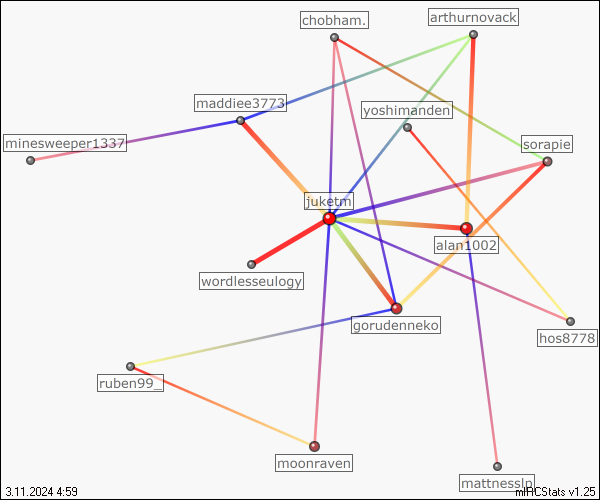 arthurnovack
chobham.
maddiee3773
yoshimanden
minesweeper1337
sorapie
juketm
alan1002
wordlesseulogy
gorudenneko
hos8778
ruben99_
moonraven
mattnesslp
3.11.2024 4:59
mIRCStats v1.25